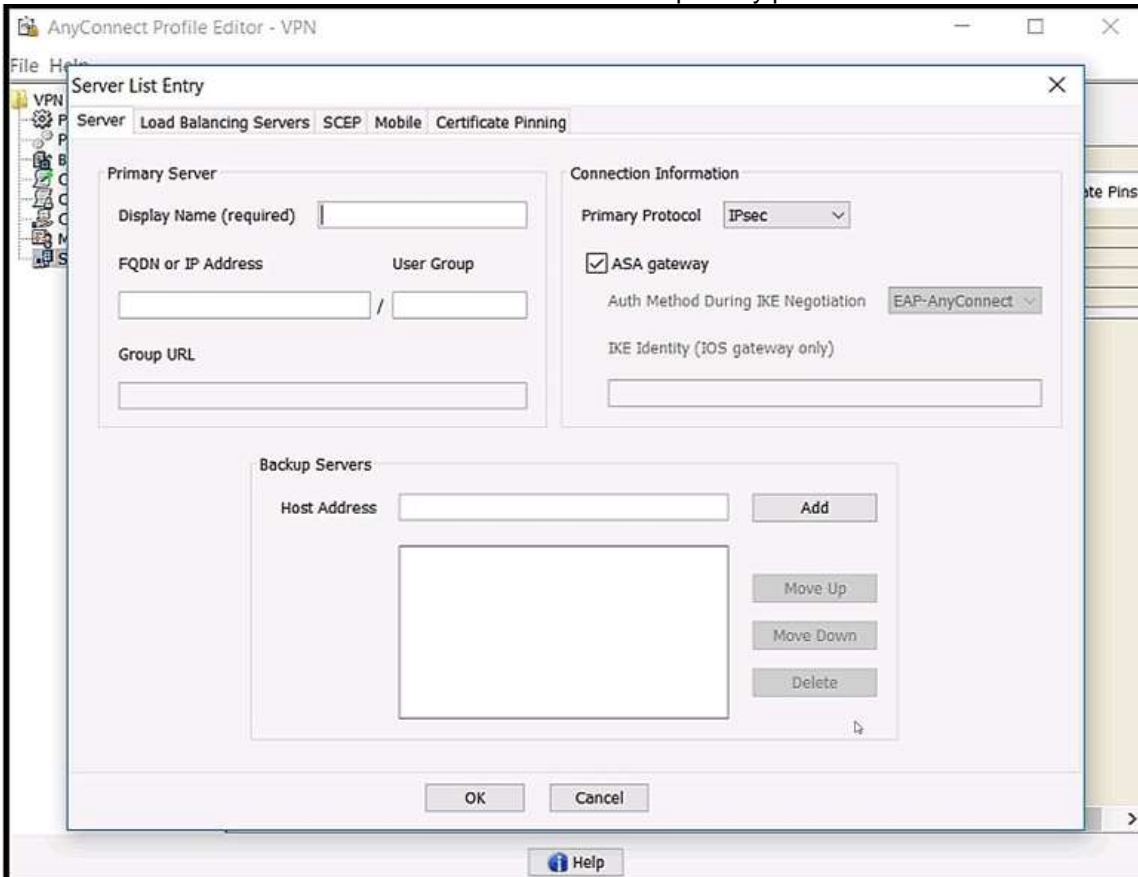 AnyConnect Profile Editor - VPN
File Help
VPN
Server List Entry
Server Load Balancing Servers SCEP Mobile Certificate Pinning
Primary Server
Display Name (required)
FQDN or IP Address User Group
/
Group URL
Connection Information
Primary Protocol IPsec
ASA gateway
Auth Method During IKE Negotiation EAP-AnyConnect
IKE Identity (IOS gateway only)
Backup Servers
Host Address Add
Move Up
Move Down
Delete
OK Cancel
Pins
Help